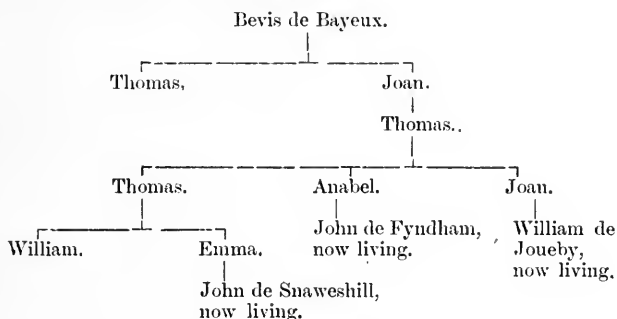 Bevis de Bayeux.
Thomas, Joan.
Thomas..
Thomas. Anabel. Joan.
John de Fyndham, William de
now living. Joueby,
William. Emma. now living.
John de Snaweshill,
now living.